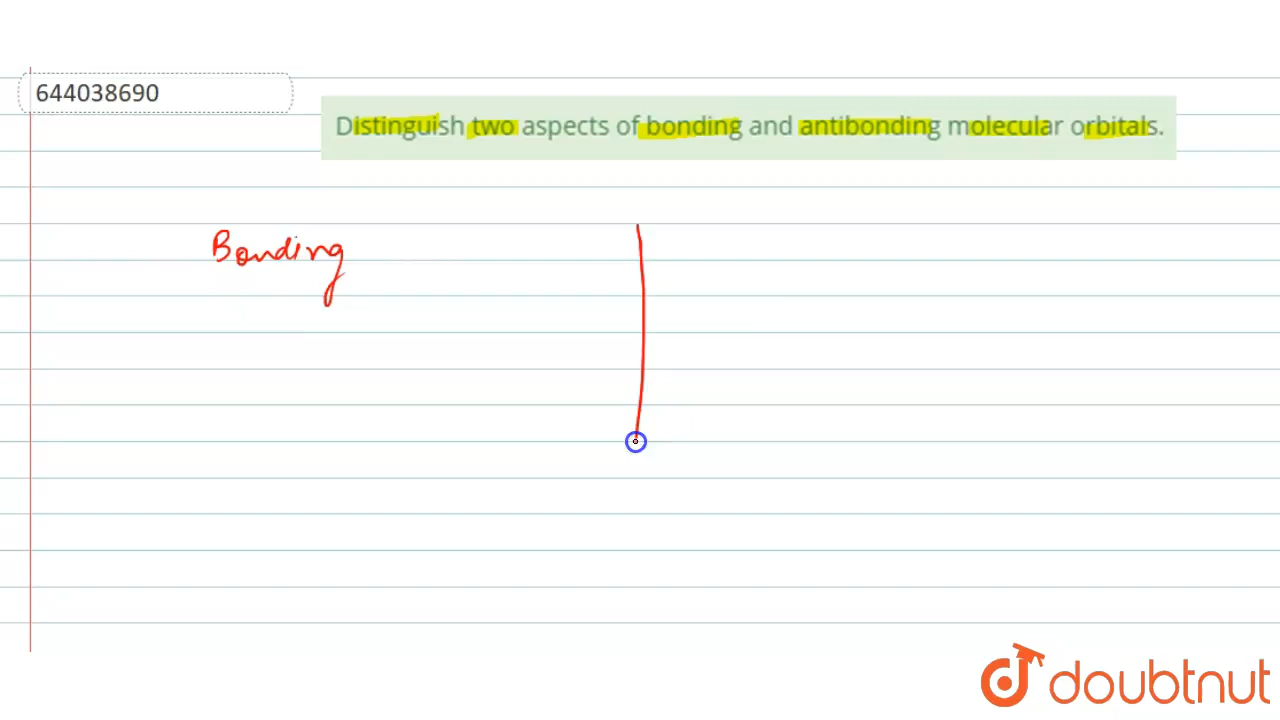 644038690
Distinguish two aspects of bonding and antibonding molecular orbitals.
Bonding
doubtnut